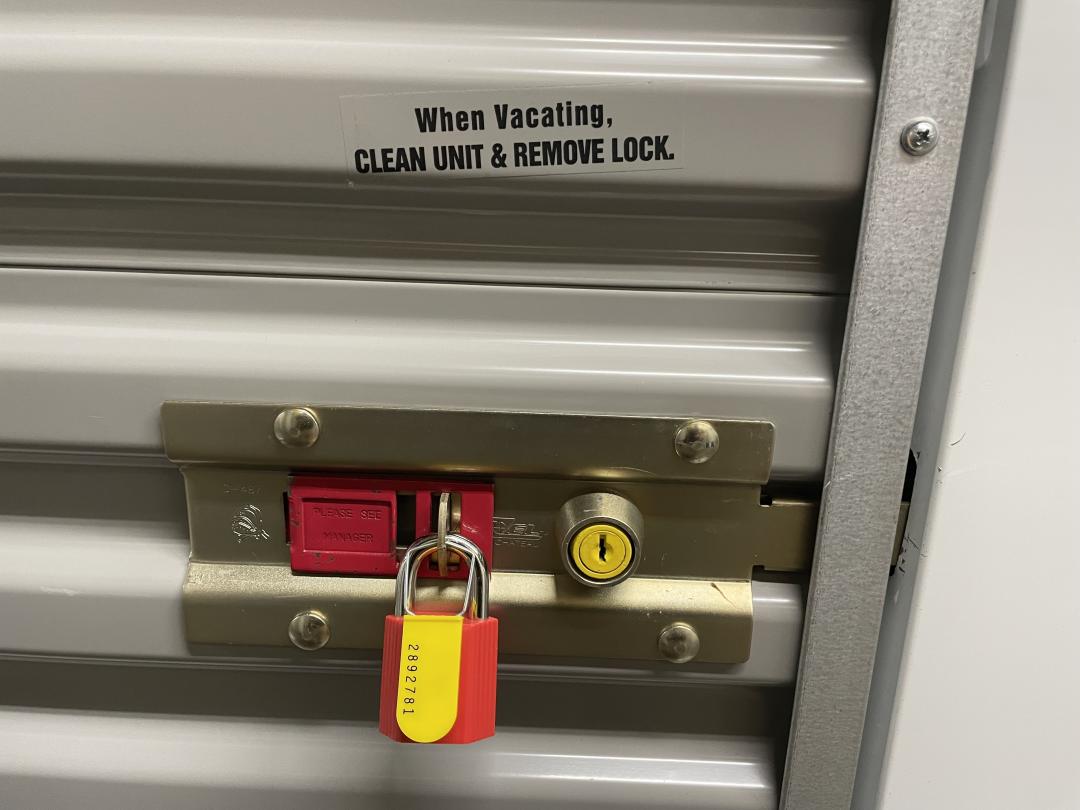 When Vacating,
CLEAN UNIT & REMOVE LOCK.
PLEASE SEE
MANAGER
2892781